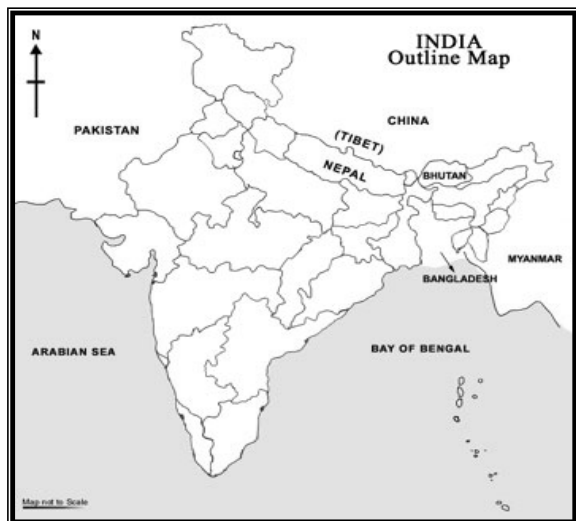 N
INDIA
Outline Map
PAKISTAN
CHINA
(TIBET)
NEPAL
BHUTAN
MYANMAR
BANGLADESH
ARABIAN SEA
BAY OF BENGAL
Map not to Scale